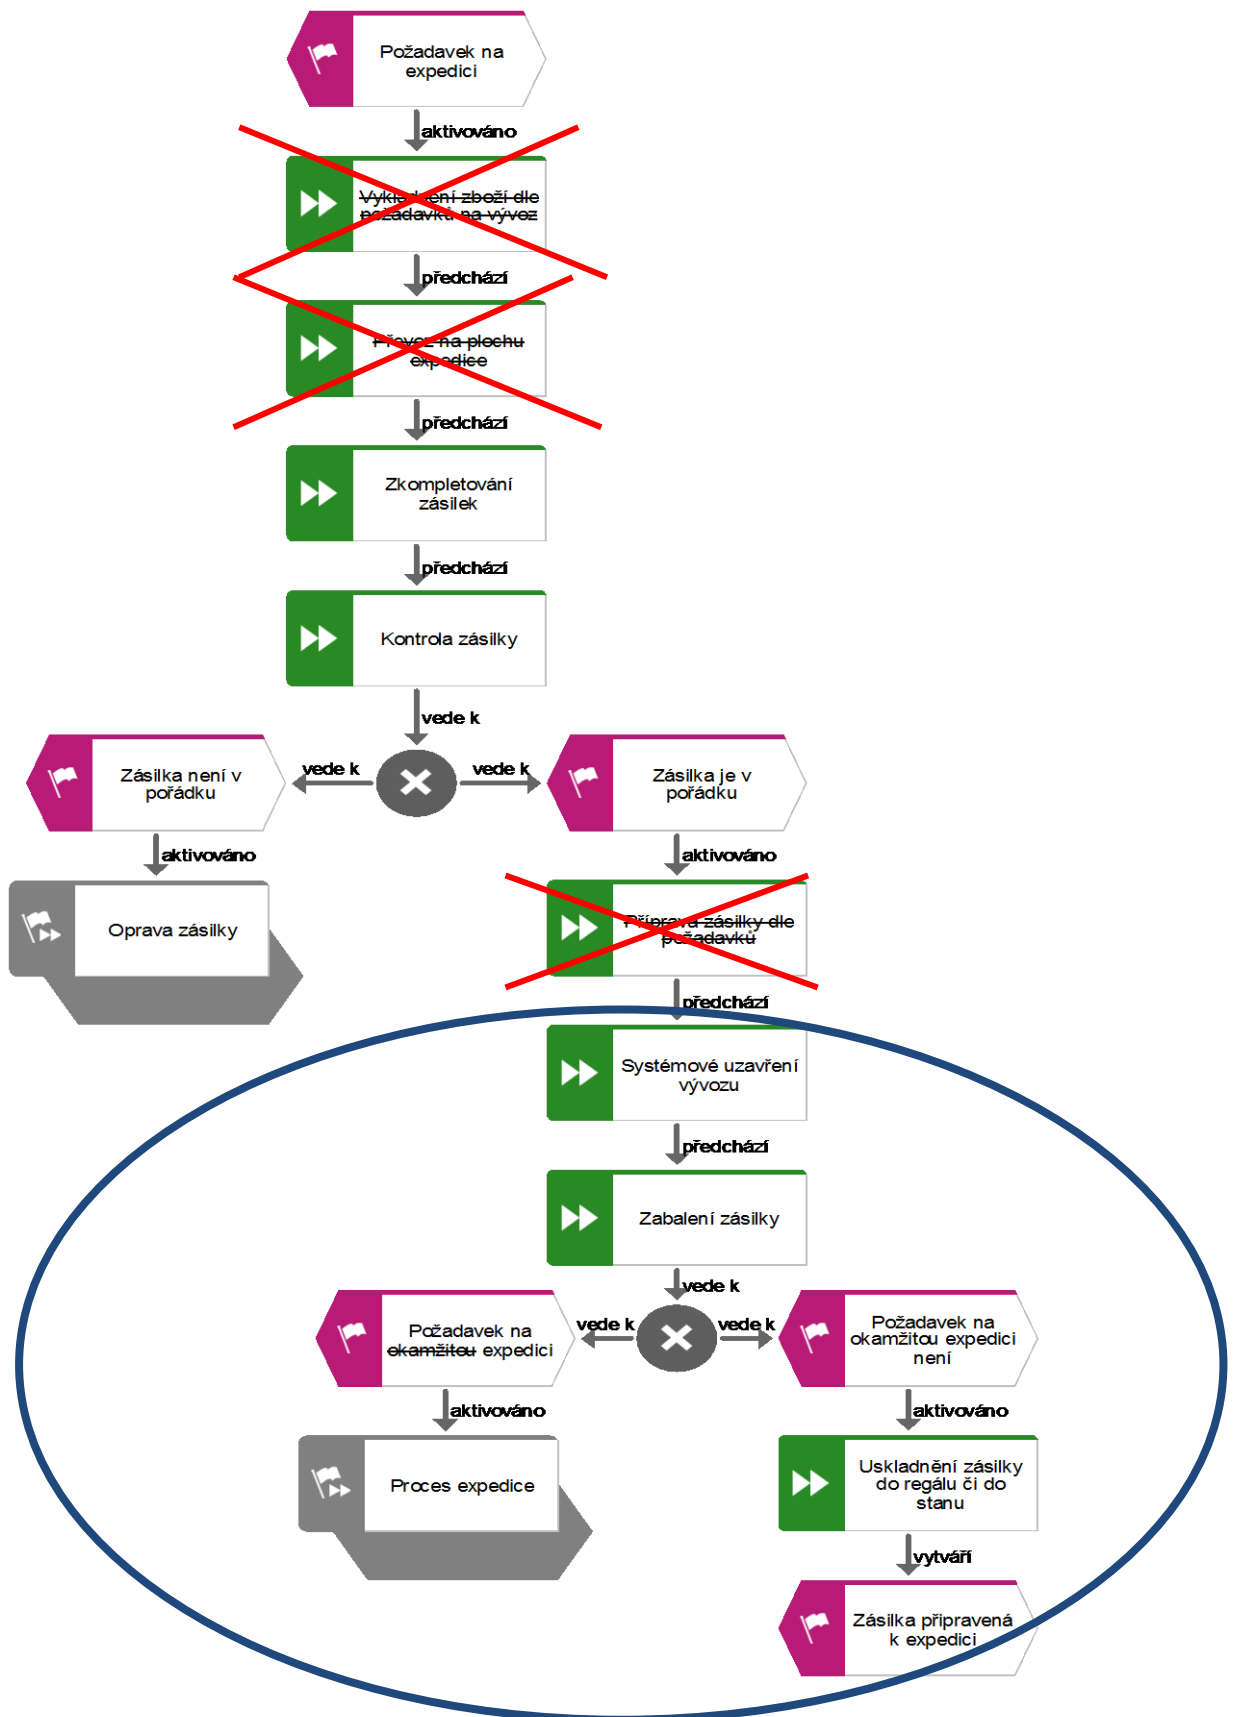 Požadavek na
expedici
aktivováno
Vykladnění zboží dle
požadavků na vývoz
předchází
Převoz na plochu
expedice
předchází
Zkompletování
zásilek
předchází
Kontrola zásilky
vede k
vede k
vede k
Zásilka není v
pořádku
Zásilka je v
pořádku
aktivováno
aktivováno
Oprava zásilky
Příprava zásilky dle
požadavků
předchází
Systémové uzavření
vývozu
předchází
Zabalení zásilky
vede k
vede k
vede k
Požadavek na
okamžitou expedici
Požadavek na
okamžitou expedici
není
aktivováno
aktivováno
Proces expedice
Uskladnění zásilky
do regálu či do
stanu
vytváří
Zásilka připravená
k expedici